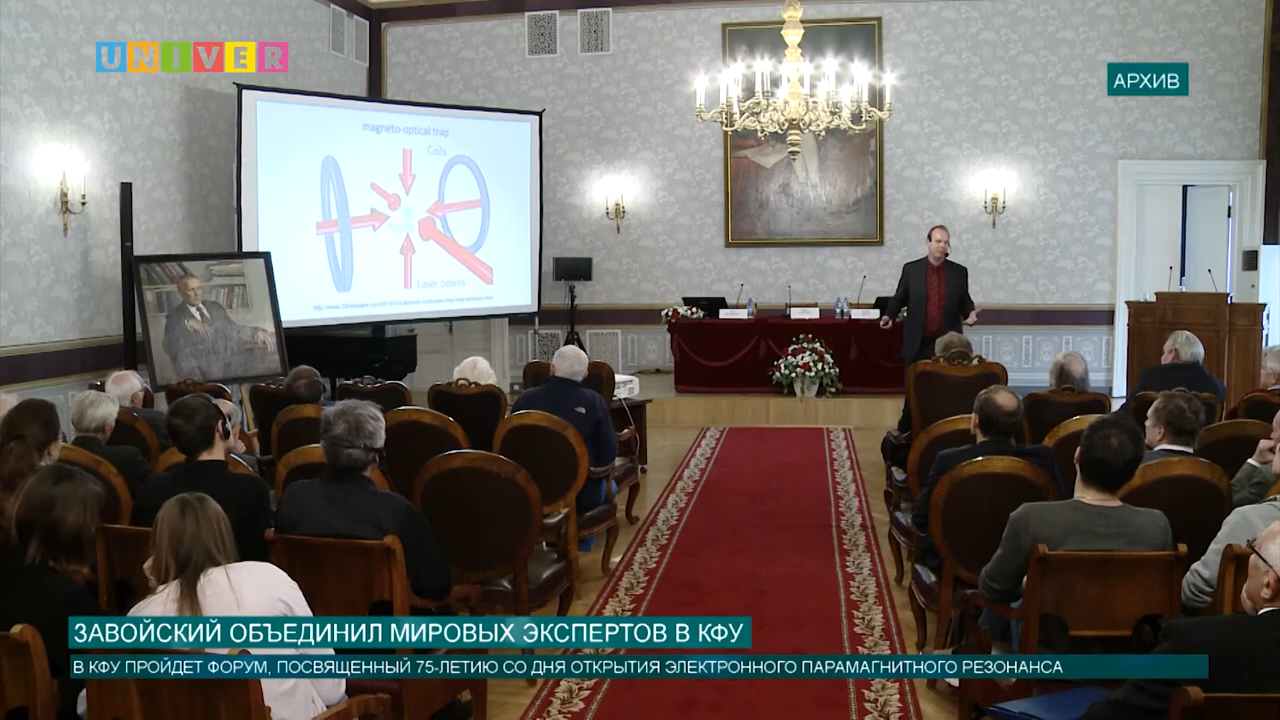 UNIVER
АРХИВ
magneto-optical trap
Coils
Laser beams
ЗАВОЙСКИЙ ОБЪЕДИНИЛ МИРОВЫХ ЭКСПЕРТОВ В КФУ
В КФУ ПРОЙДЕТ ФОРУМ, ПОСВЯЩЕННЫЙ 75-ЛЕТИЮ СО ДНЯ ОТКРЫТИЯ ЭЛЕКТРОННОГО ПАРАМАГНИТНОГО РЕЗОНАНСА